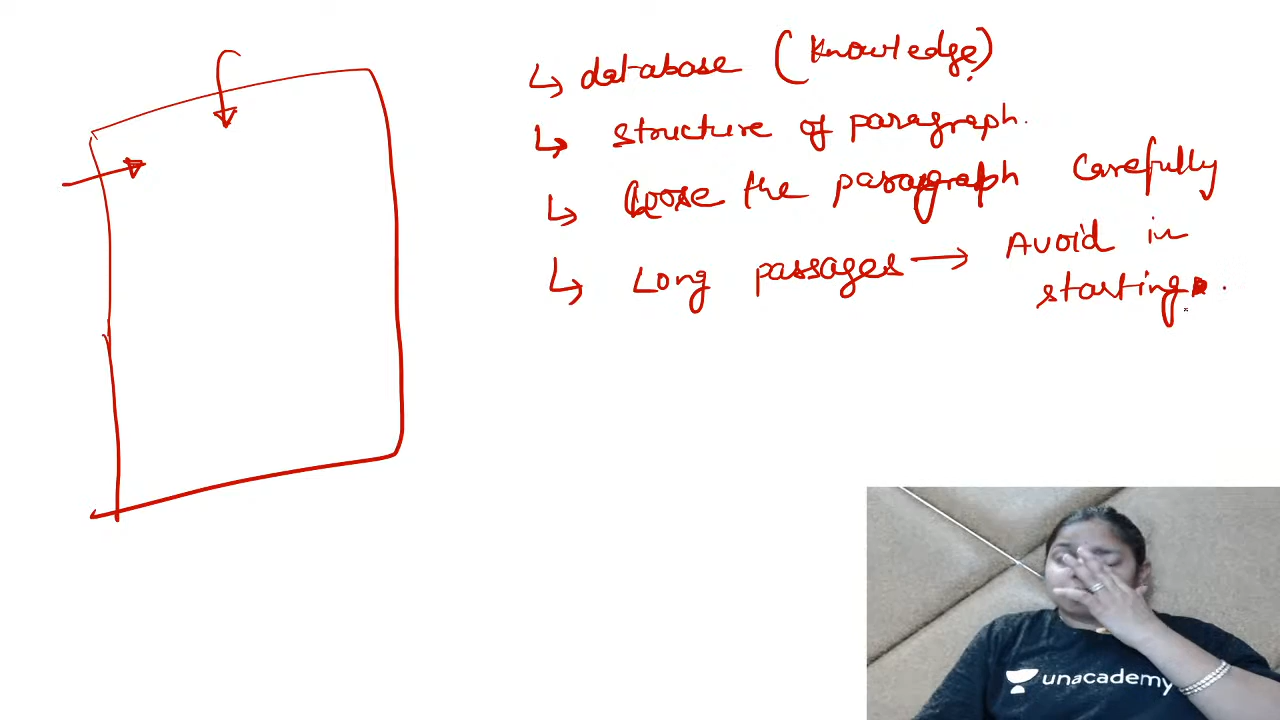 ↳ database (Knowledge)
↳ structure of paragraph.
↳ Choose the paragraph Carefully
↳ Long passages → Avoid in
starting.
unacademy